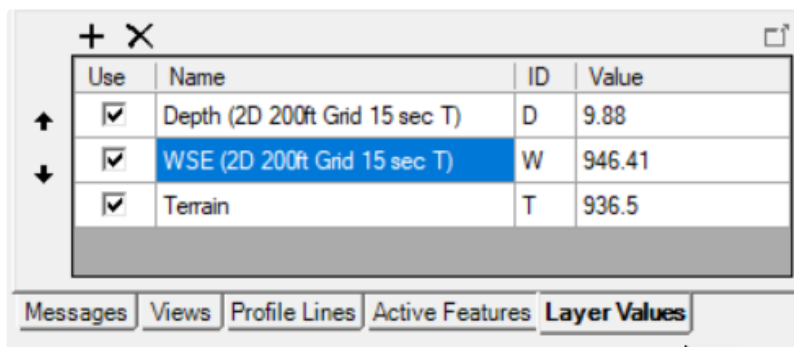 Use Name ID Value
Depth (2D 200ft Grid 15 sec T) D 9.88
WSE (2D 200ft Grid 15 sec T) W 946.41
Terrain T 936.5
Messages Views Profile Lines Active Features Layer Values